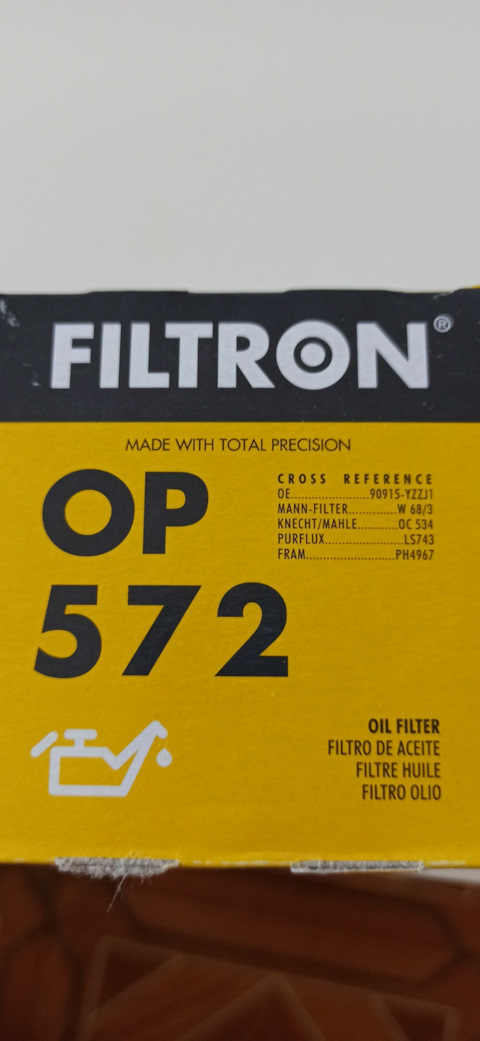 FILTRON®
MADE WITH TOTAL PRECISION
OP
572
CROSS REFERENCE
OE........................90915-YZZJ1
MANN-FILTER..............W 68/3
KNECHT/MAHLE...........OC 534
PURFLUX.......................LS743
FRAM...........................PH4967
OIL FILTER
FILTRO DE ACEITE
FILTRE HUILE
FILTRO OLIO